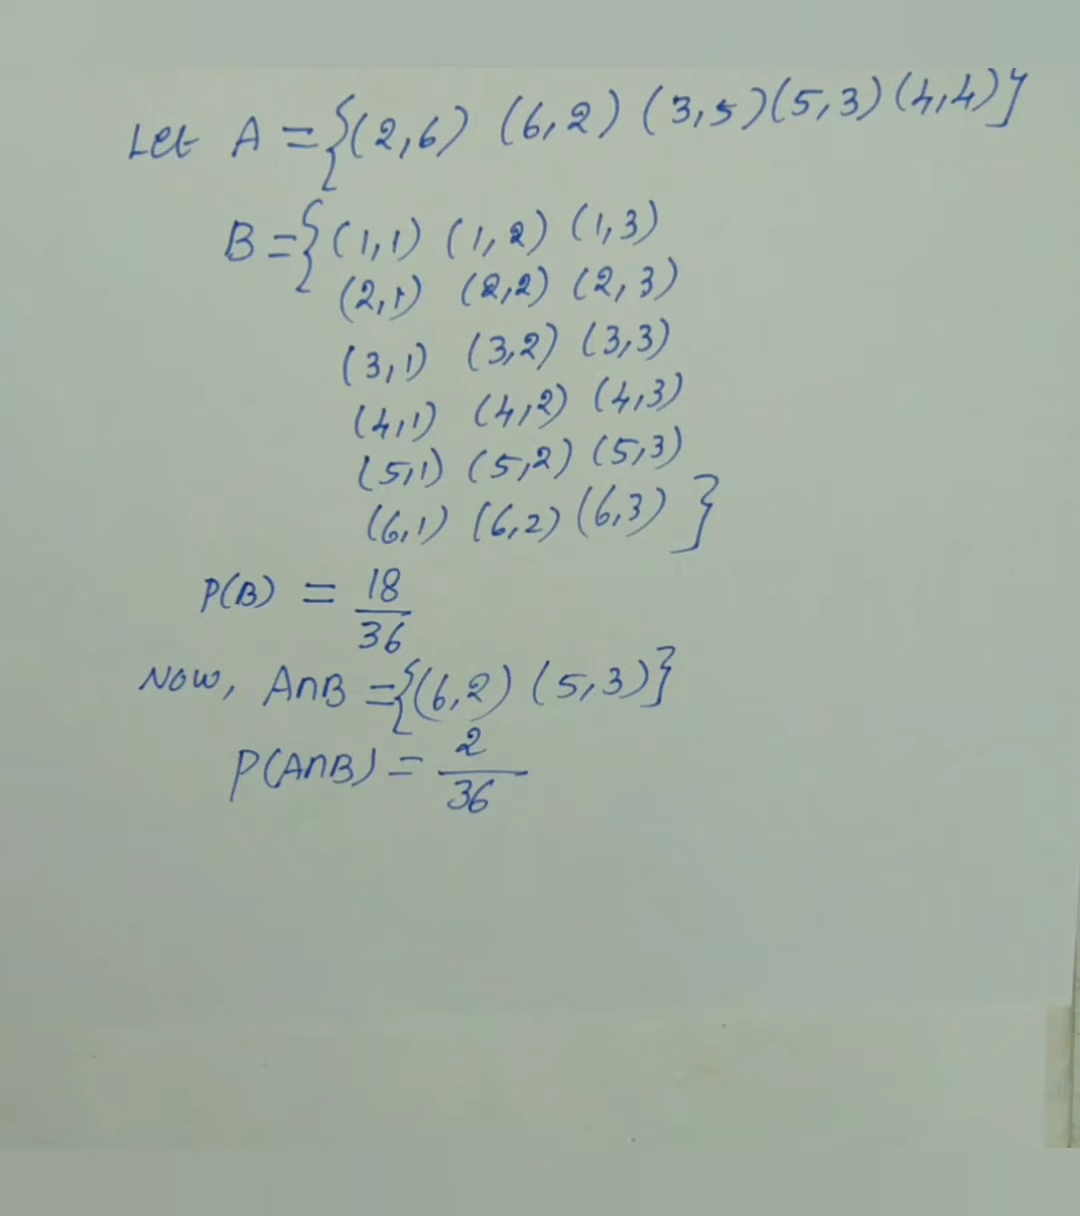 Let A = {(2,6) (6,2) (3,5) (5,3) (4,4)}
B = {(1,1) (1,2) (1,3)
(2,1) (2,2) (2,3)
(3,1) (3,2) (3,3)
(4,1) (4,2) (4,3)
(5,1) (5,2) (5,3)
(6,1) (6,2) (6,3) }
P(B) = 18/36
Now, A∩B = {(6,2) (5,3)}
P(A∩B) = 2/36